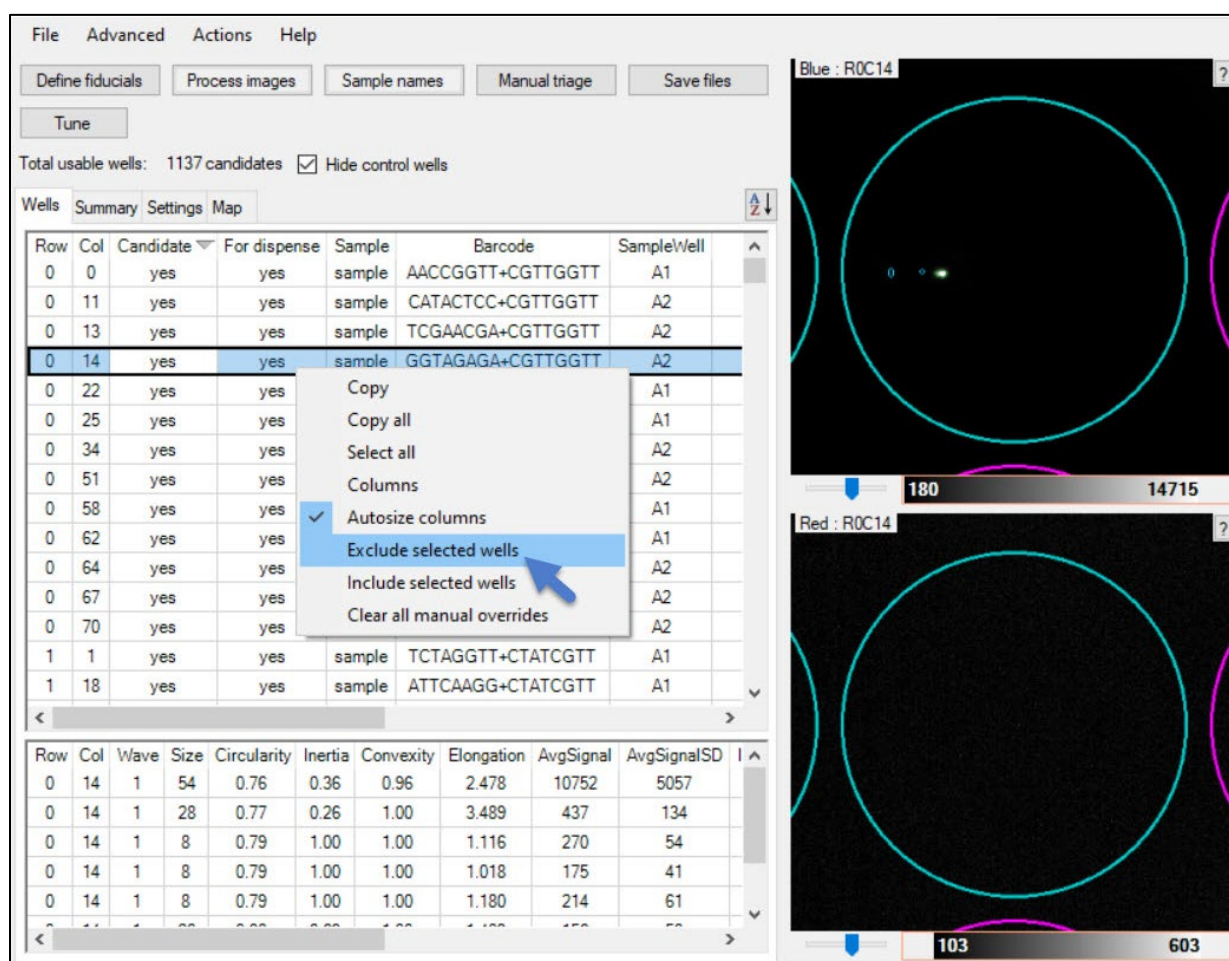 File Advanced Actions Help
Define fiducials Process images Sample names Manual triage Save files
Tune
Total usable wells: 1137 candidates Hide control wells
Wells Summary Settings Map
Row Col Candidate For dispense Sample Barcode SampleWell
0 0 yes yes sample AACCGGTT+CGTTGGTT A1
0 11 yes yes sample CATACTCC+CGTTGGTT A2
0 13 yes yes sample TCGAACGA+CGTTGGTT A2
0 14 yes yes sample GGTAGAGA+CGTTGGTT A2
0 22 yes yes A1
0 25 yes yes A1
0 34 yes yes A2
0 51 yes yes A2
0 58 yes yes A1
0 62 yes yes A1
0 64 yes yes A2
0 67 yes yes A2
0 70 yes yes A2
1 1 yes yes sample TCTAGGTT+CTATCGTT A1
1 18 yes yes sample ATTCAAGG+CTATCGTT A1
Copy
Copy all
Select all
Columns
Autosize columns
Exclude selected wells
Include selected wells
Clear all manual overrides
Row Col Wave Size Circularity Inertia Convexity Elongation AvgSignal AvgSignalSD
0 14 1 54 0.76 0.36 0.96 2.478 10752 5057
0 14 1 28 0.77 0.26 1.00 3.489 437 134
0 14 1 8 0.79 1.00 1.00 1.116 270 54
0 14 1 8 0.79 1.00 1.00 1.018 175 41
0 14 1 8 0.79 1.00 1.00 1.180 214 61
Blue : R0C14 ?
180 14715
Red : R0C14 ?
103 603